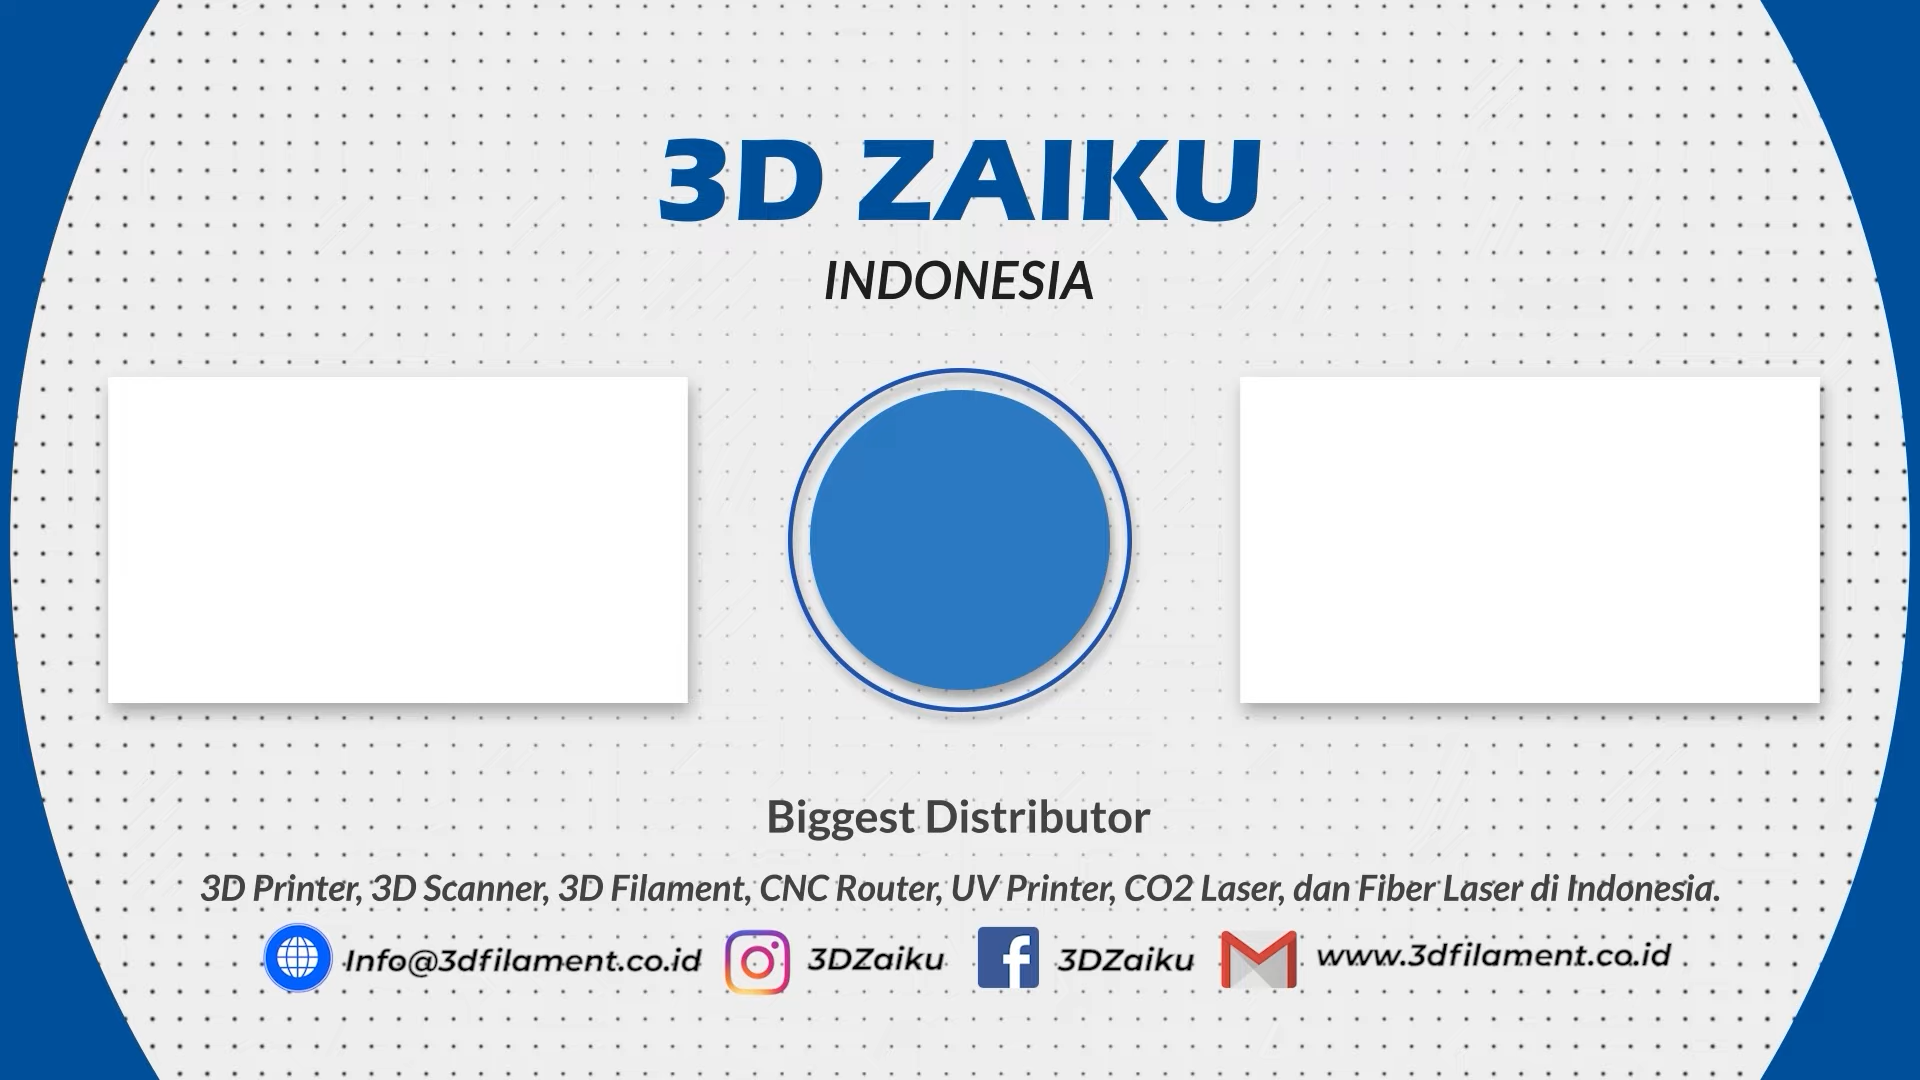 3D ZAIKU
INDONESIA
Biggest Distributor
3D Printer, 3D Scanner, 3D Filament, CNC Router, UV Printer, CO2 Laser, dan Fiber Laser di Indonesia.
Info@3dfilament.co.id 3DZaiku 3DZaiku www.3dfilament.co.id